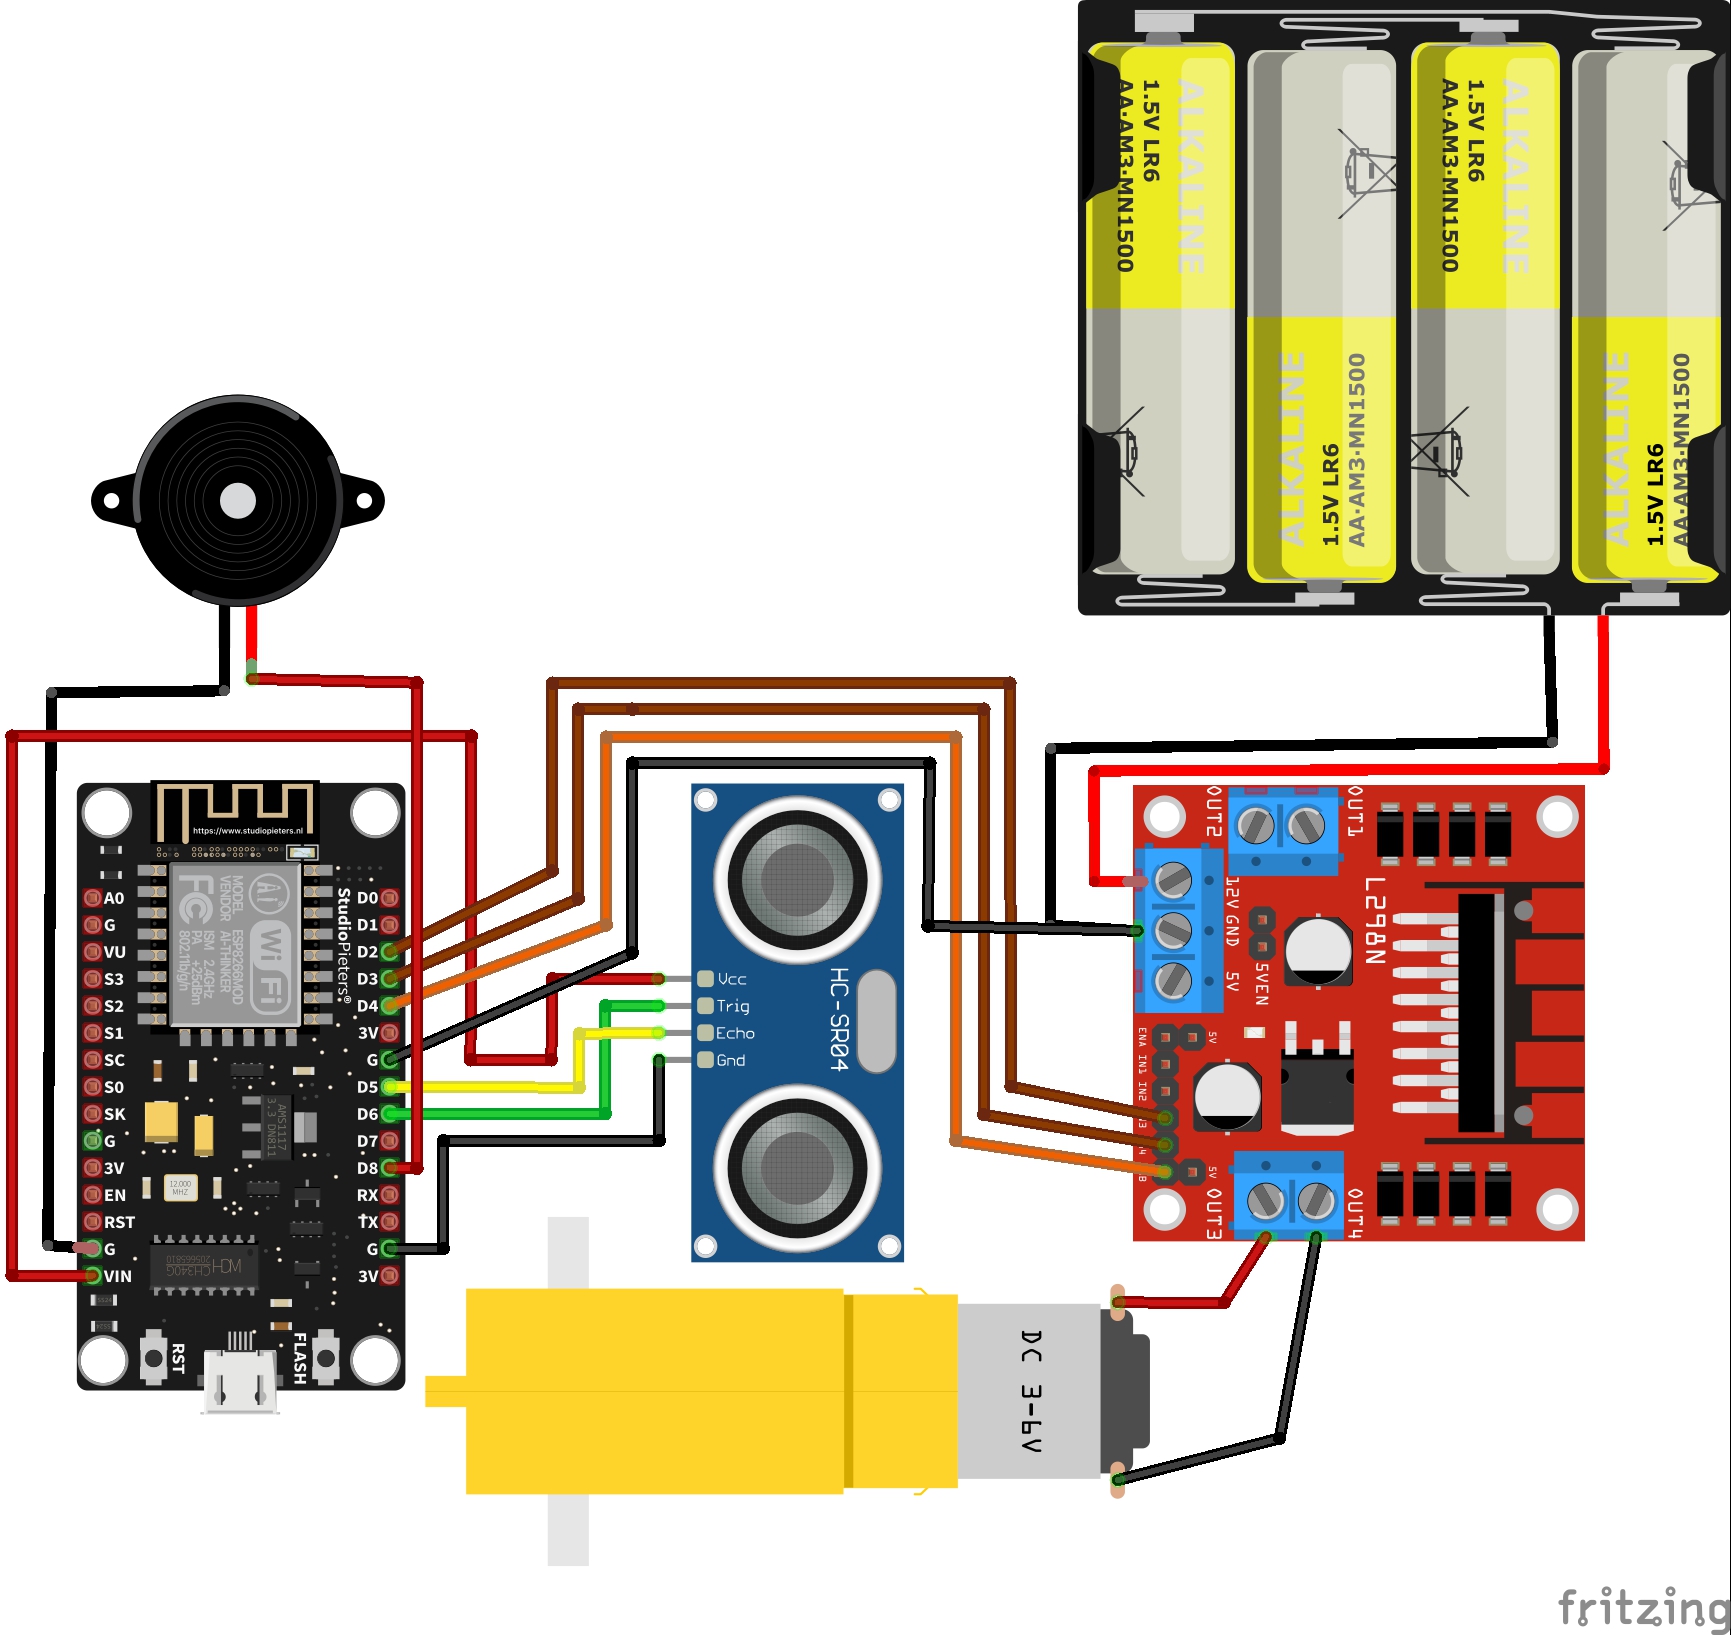 1.5V LR6
AA·AM3·MN1500
ALKALINE
ALKALINE
1.5V LR6
AA·AM3·MN1500
1.5V LR6
AA·AM3·MN1500
ALKALINE
ALKALINE
1.5V LR6
AA·AM3·MN1500
https://www.studiopieters.nl
MODEL ESP8266MOD
VENDOR AI-THINKER
ISM 2.4GHz
PA +25dBm
802.11b/g/n
FC
Ai
WiFi
StudioPieters®
A0
G
VU
S3
S2
S1
SC
S0
SK
G
3V
EN
RST
G
VIN
D0
D1
D2
D3
D4
3V
G
D5
D6
D7
D8
RX
TX
G
3V
AMS1117
3.3 DN811
12.000
MHZ
CH340G
RST
FLASH
Vcc
Trig
Echo
Gnd
HC-SR04
OUT2
OUT1
12V GND
5V
5VEN
L298N
ENA IN1 IN2
5V
5V
OUT3
OUT4
DC 3-6V
fritzing